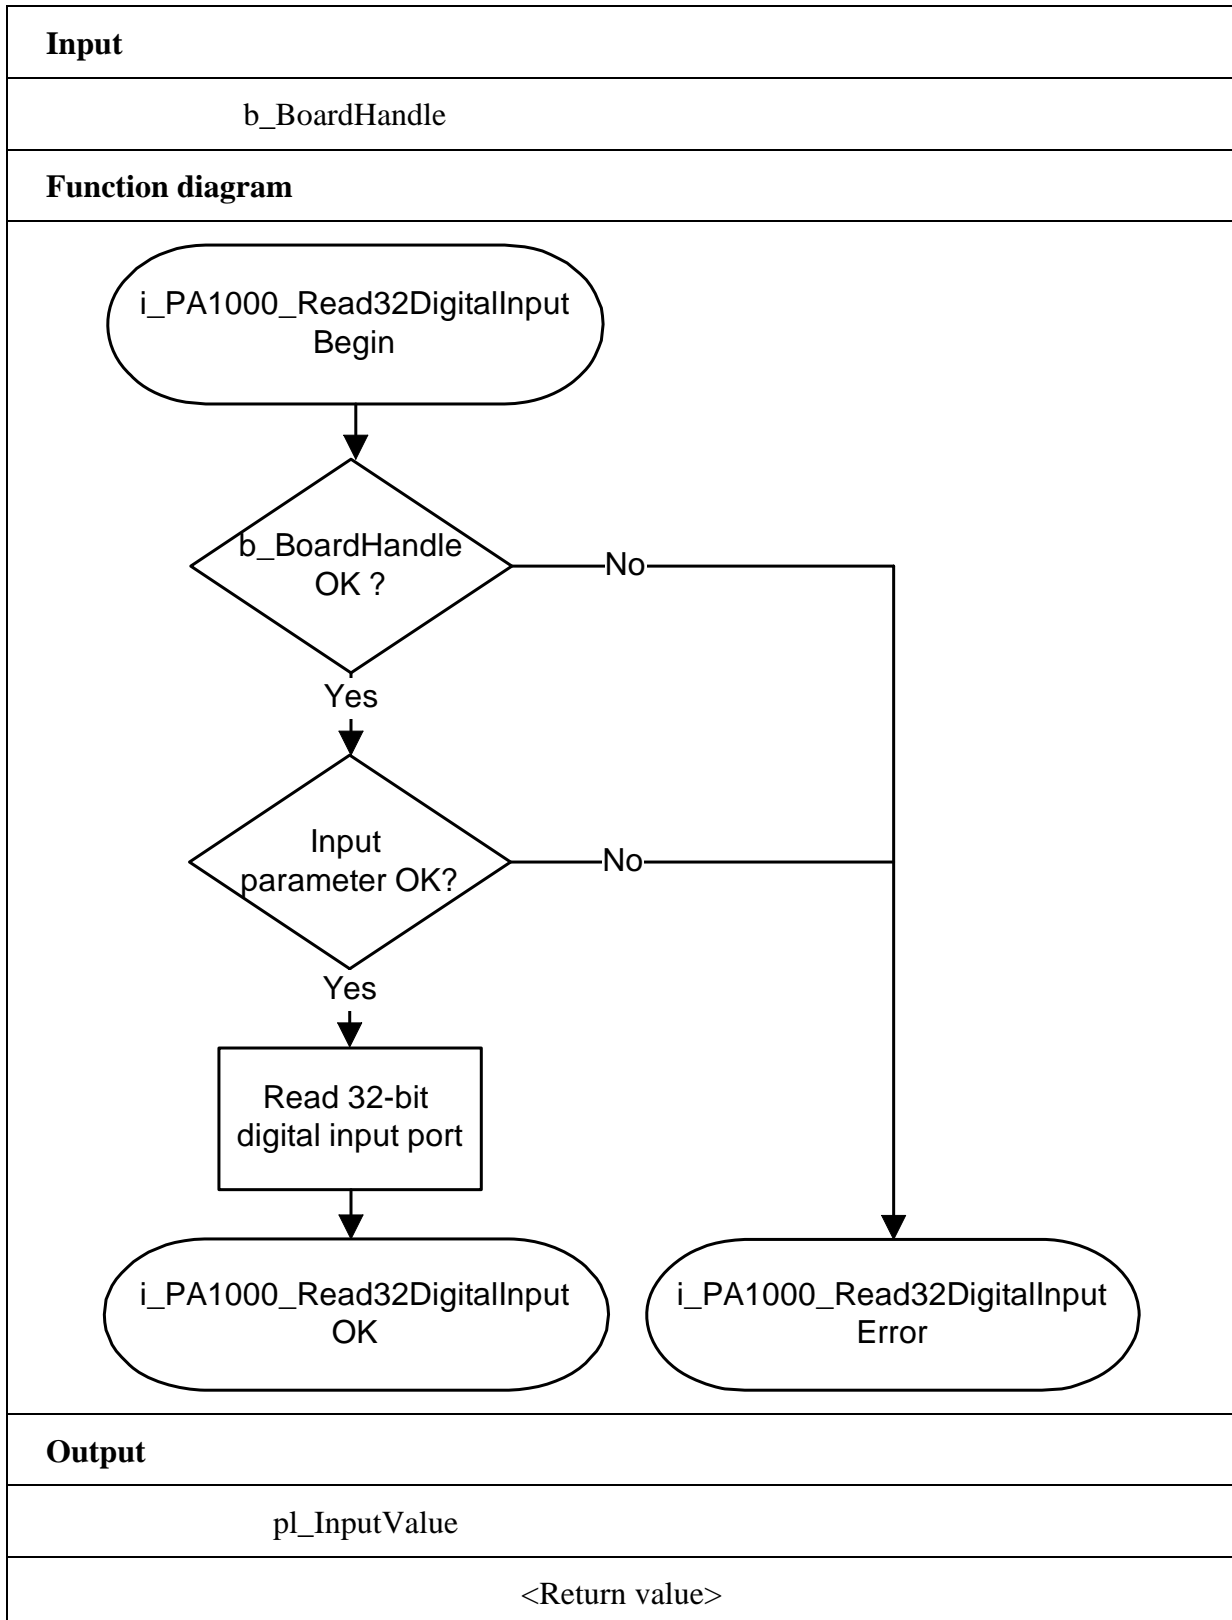 Input
b_BoardHandle
Function diagram
i_PA1000_Read32DigitalInput
Begin
b_BoardHandle
OK ?
No
Yes
Input
parameter OK?
No
Yes
Read 32-bit
digital input port
i_PA1000_Read32DigitalInput
OK
i_PA1000_Read32DigitalInput
Error
Output
pl_InputValue
<Return value>